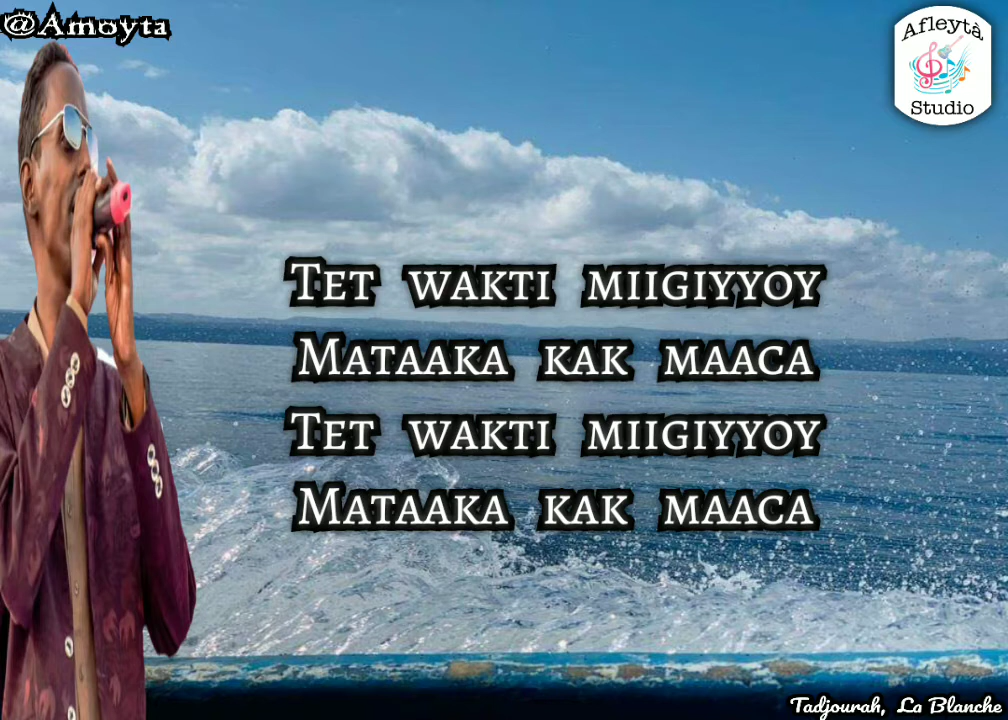 @Amoyta
Afleytà
Studio
Tet wakti miigiyyoy
Mataaka kak maaca
Tet wakti miigiyyoy
Mataaka kak maaca
Tadjourah, La Blanche